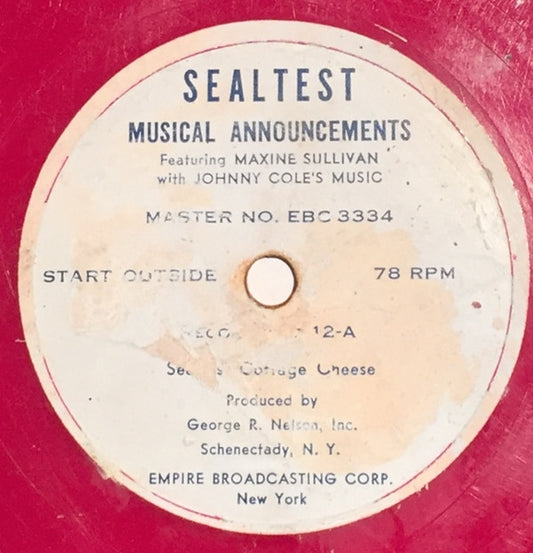 SEALTEST
MUSICAL ANNOUNCEMENTS
Featuring MAXINE SULLIVAN
with JOHNNY COLE'S MUSIC
MASTER NO. EBC 3334
START OUTSIDE 78 RPM
12-A
Cottage Cheese
Produced by
George R. Nelson, Inc.
Schenectady, N. Y.
EMPIRE BROADCASTING CORP.
New York